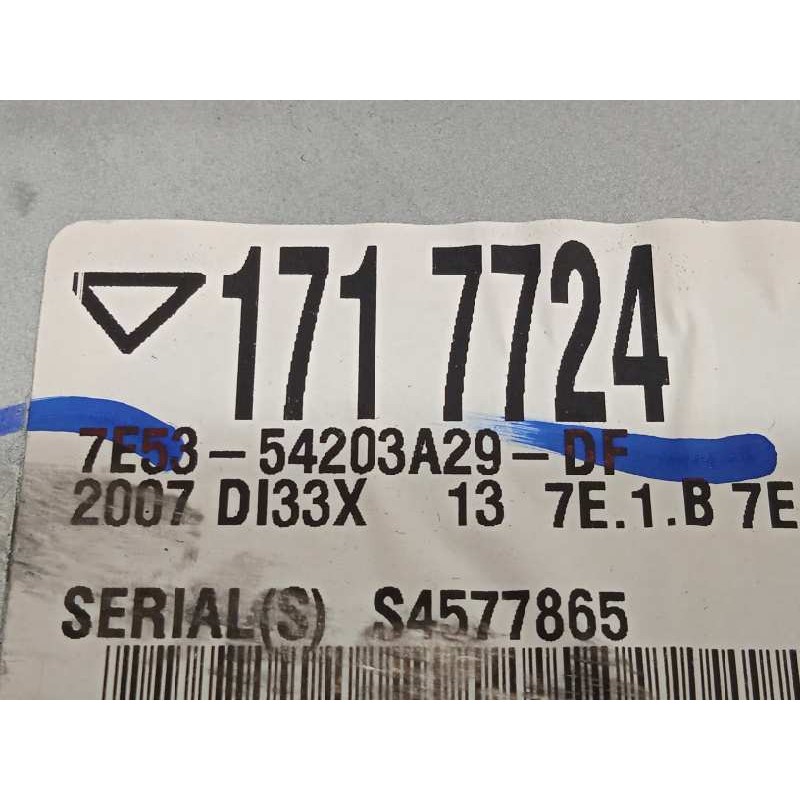 171 7724
7E53-54203A29-DF
2007 DI33X 13 7E.1.B 7E
SERIAL(S) S4577865